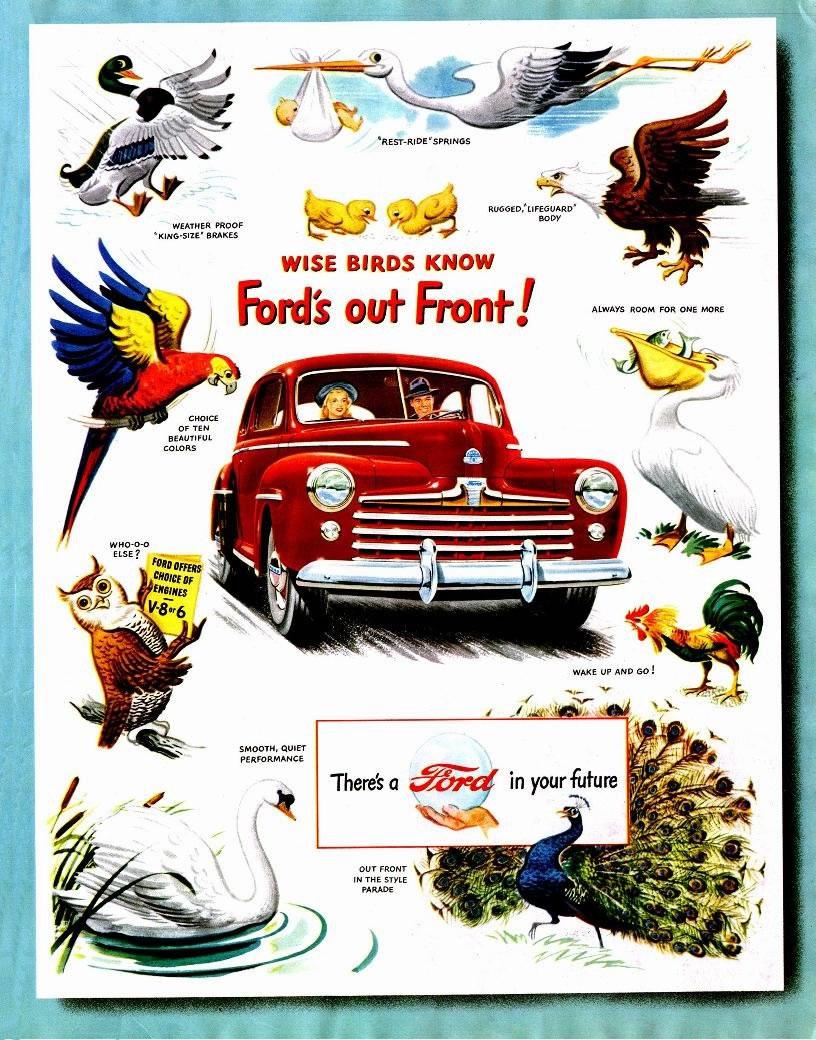 "REST-RIDE" SPRINGS
WEATHER PROOF
"KING-SIZE" BRAKES
RUGGED, "LIFEGUARD"
BODY
WISE BIRDS KNOW
Ford's out Front!
ALWAYS ROOM FOR ONE MORE
CHOICE
OF TEN
BEAUTIFUL
COLORS
Ford
WHO-O-O
ELSE?
FORD OFFERS
CHOICE OF
ENGINES
V-8 or 6
WAKE UP AND GO!
SMOOTH, QUIET
PERFORMANCE
There's a Ford in your future
OUT FRONT
IN THE STYLE
PARADE